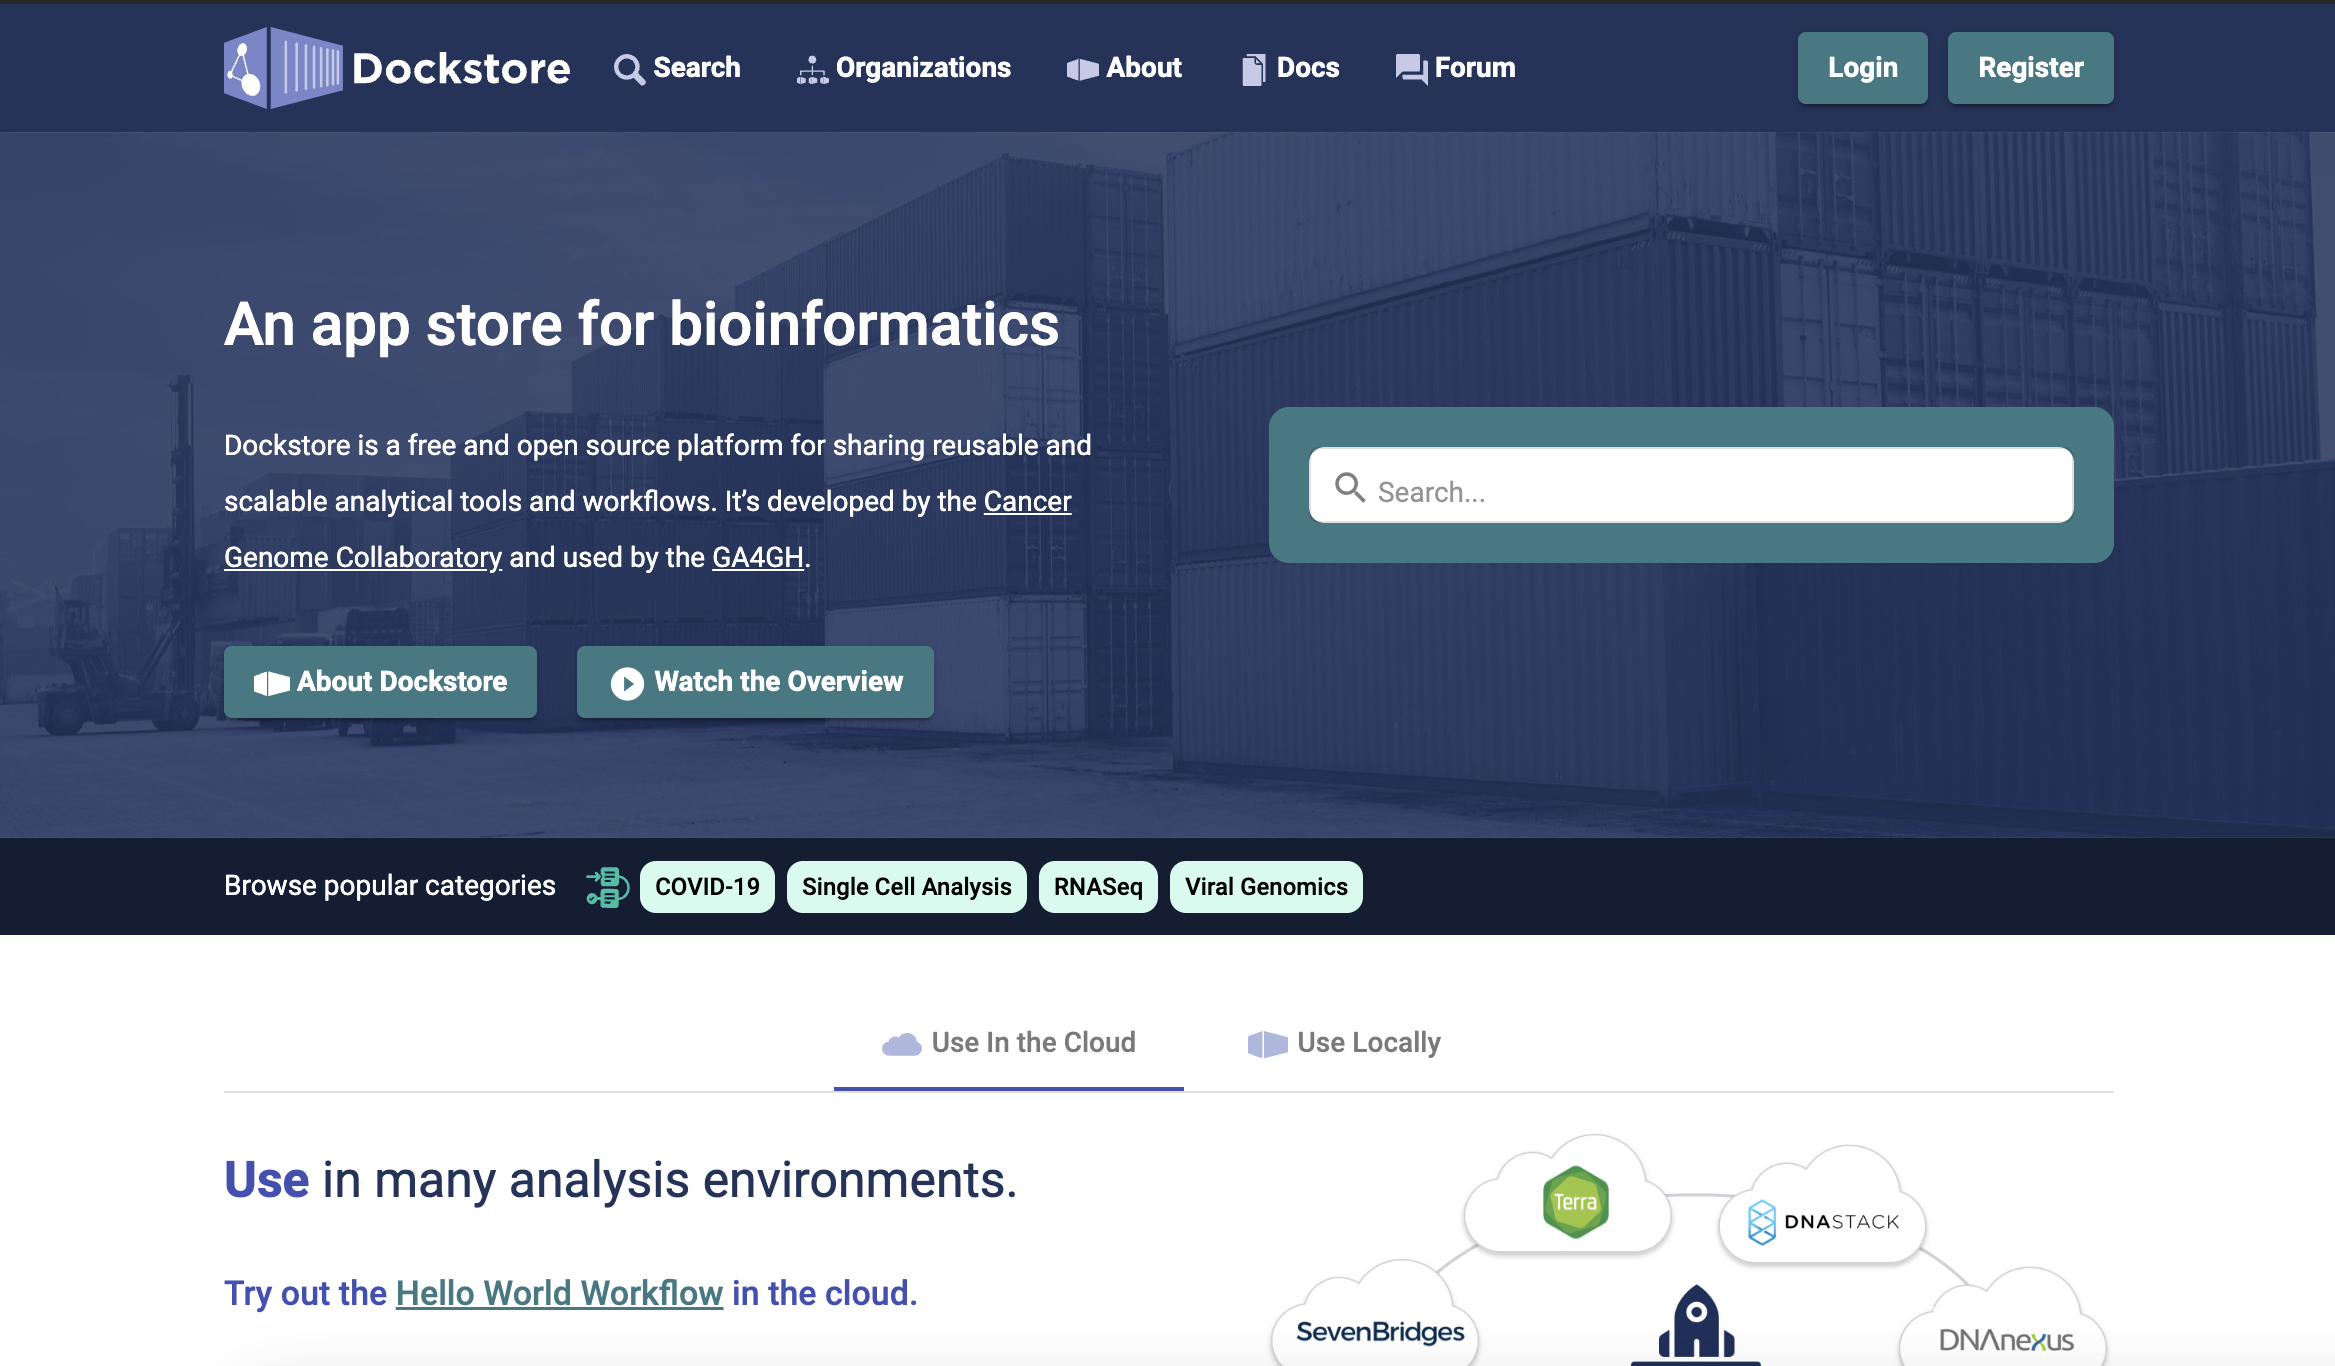 Dockstore
Search
Organizations
About
Docs
Forum
Login
Register
An app store for bioinformatics
Dockstore is a free and open source platform for sharing reusable and
scalable analytical tools and workflows. It’s developed by the Cancer
Genome Collaboratory and used by the GA4GH.
Search...
About Dockstore
Watch the Overview
Browse popular categories
COVID-19
Single Cell Analysis
RNASeq
Viral Genomics
Use In the Cloud
Use Locally
Use in many analysis environments.
Try out the Hello World Workflow in the cloud.
Terra
DNASTACK
SevenBridges
DNAnexus